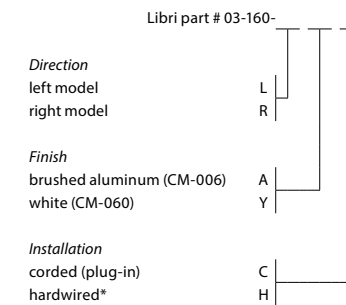 Libri part # 03-160-
Direction
left model L
right model R
Finish
brushed aluminum (CM-006) A
white (CM-060) Y
Installation
corded (plug-in) C
hardwired* H